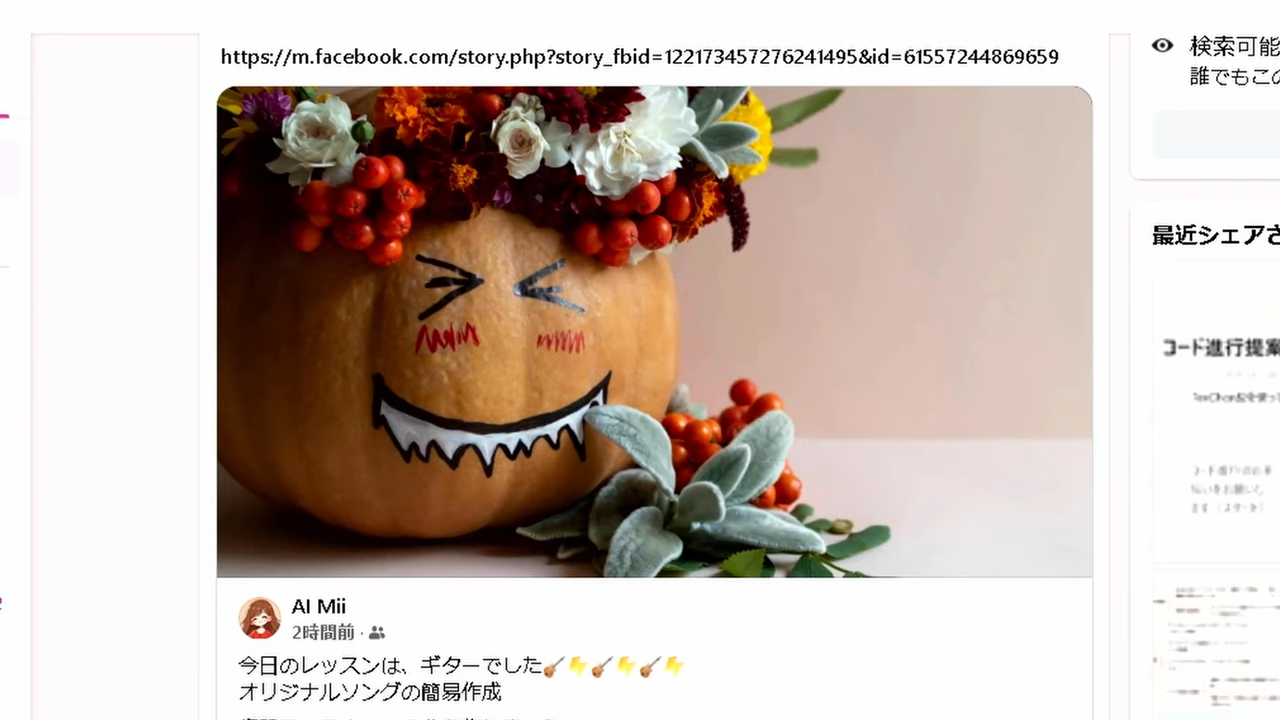 https://m.facebook.com/story.php?story_fbid=122173457276241495&id=61557244869659
AI Mii
2時間前
今日のレッスンは、ギターでした🎸⚡🎸⚡🎸⚡
オリジナルソングの簡易作成
検索可能
誰でもこの
最近シェアさ
コード進行提案